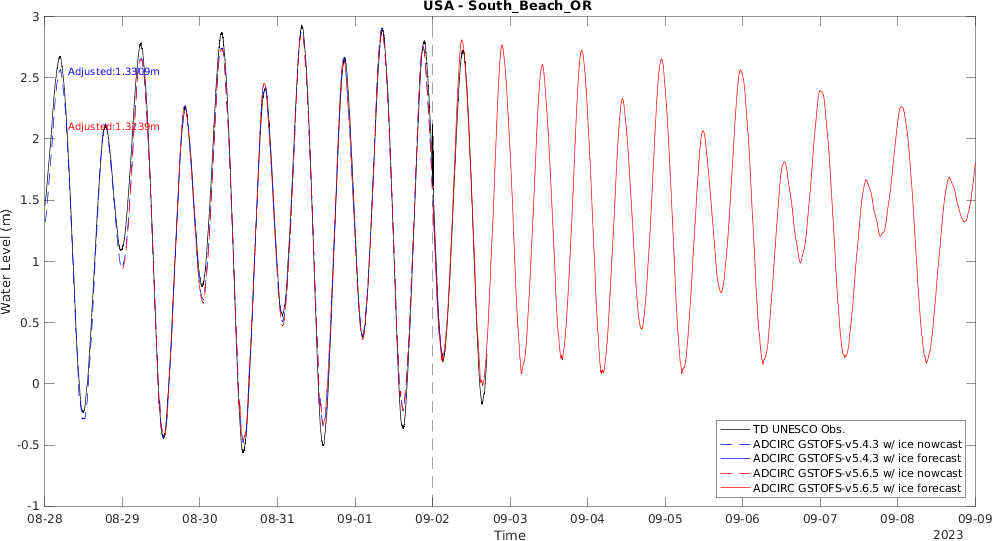 USA - South_Beach_OR
3
2.5
2
1.5
1
0.5
0
-0.5
-1
Water Level (m)
Adjusted:1.3309m
Adjusted:1.3239m
TD UNESCO Obs.
ADCIRC GSTOFS-v5.4.3 w/ ice nowcast
ADCIRC GSTOFS-v5.4.3 w/ ice forecast
ADCIRC GSTOFS-v5.6.5 w/ ice nowcast
ADCIRC GSTOFS-v5.6.5 w/ ice forecast
08-28 08-29 08-30 08-31 09-01 09-02 09-03 09-04 09-05 09-06 09-07 09-08 09-09
Time
2023